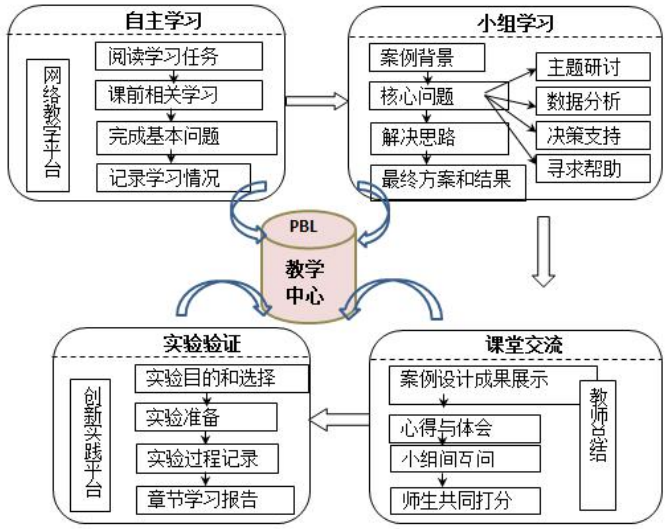 自主学习
网络教学平台
阅读学习任务
课前相关学习
完成基本问题
记录学习情况
小组学习
案例背景
核心问题
解决思路
最终方案和结果
主题研讨
数据分析
决策支持
寻求帮助
PBL
教学
中心
实验验证
创新实践平台
实验目的和选择
实验准备
实验过程记录
章节学习报告
课堂交流
案例设计成果展示
心得与体会
小组间互问
师生共同打分
教师总结